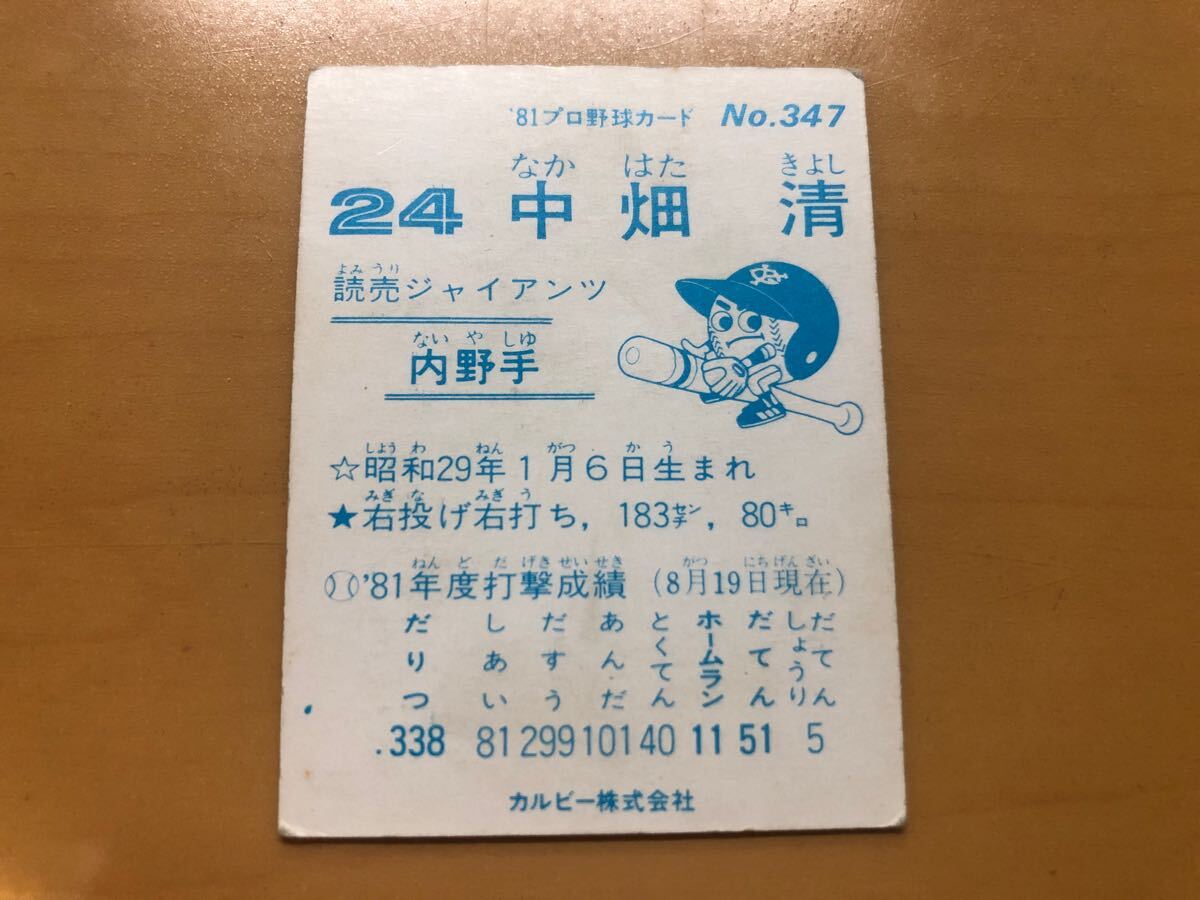 '81プロ野球カード No.347
なか はた きよし
24 中畑 清
よみうり
読売ジャイアンツ
ないやしゆ
内野手
しようわ ねん がつ かう
☆昭和29年1月6日生まれ
みぎな みぎう
★右投げ右打ち, 183センチ, 80キロ
ねんどだげきせいせき がつ にちげんざい
'81年度打撃成績 (8月19日現在)
だりつ しあい だすう あんだ とくてん ホームラン だてん しょうりだてん
.338 81 299 101 40 11 51 5
カルビー株式会社